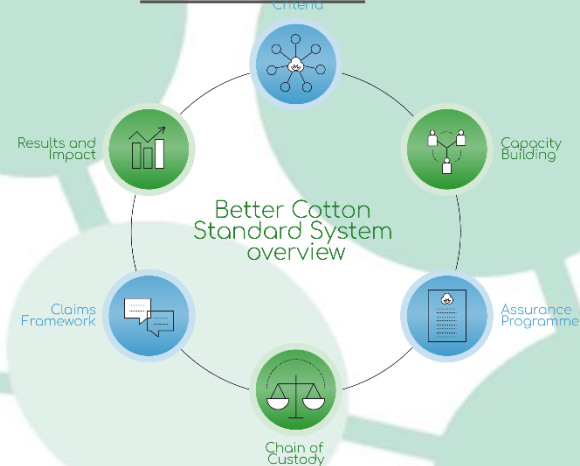 Criteria
Results and
Impact
Capacity
Building
Better Cotton
Standard System
overview
Claims
Framework
Assurance
Programme
Chain of
Custody